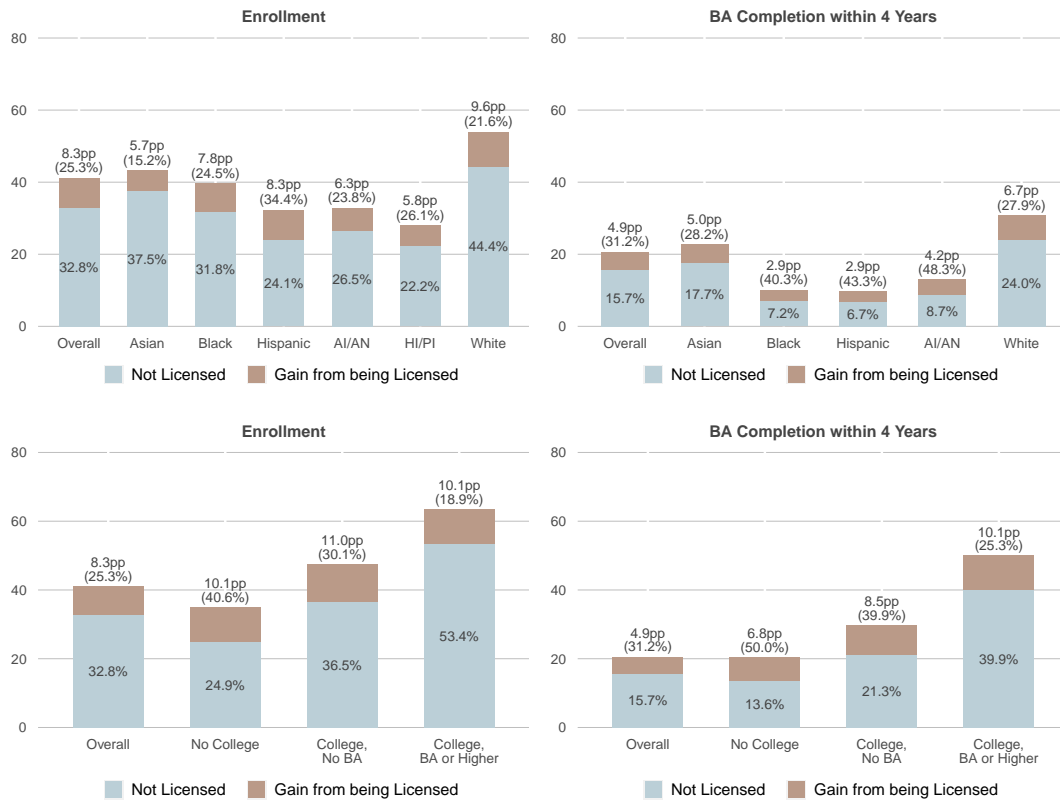 Enrollment
80
60
40
20
0
8.3pp
(25.3%)
5.7pp
(15.2%)
7.8pp
(24.5%)
8.3pp
(34.4%)
6.3pp
(23.8%)
5.8pp
(26.1%)
9.6pp
(21.6%)
32.8%
37.5%
31.8%
24.1%
26.5%
22.2%
44.4%
Overall
Asian
Black
Hispanic
AI/AN
HI/PI
White
Not Licensed
Gain from being Licensed
BA Completion within 4 Years
80
60
40
20
0
4.9pp
(31.2%)
5.0pp
(28.2%)
2.9pp
(40.3%)
2.9pp
(43.3%)
4.2pp
(48.3%)
6.7pp
(27.9%)
15.7%
17.7%
7.2%
6.7%
8.7%
24.0%
Overall
Asian
Black
Hispanic
AI/AN
White
Not Licensed
Gain from being Licensed
Enrollment
80
60
40
20
0
8.3pp
(25.3%)
10.1pp
(40.6%)
11.0pp
(30.1%)
10.1pp
(18.9%)
32.8%
24.9%
36.5%
53.4%
Overall
No College
College,
No BA
College,
BA or Higher
Not Licensed
Gain from being Licensed
BA Completion within 4 Years
80
60
40
20
0
4.9pp
(31.2%)
6.8pp
(50.0%)
8.5pp
(39.9%)
10.1pp
(25.3%)
15.7%
13.6%
21.3%
39.9%
Overall
No College
College,
No BA
College,
BA or Higher
Not Licensed
Gain from being Licensed